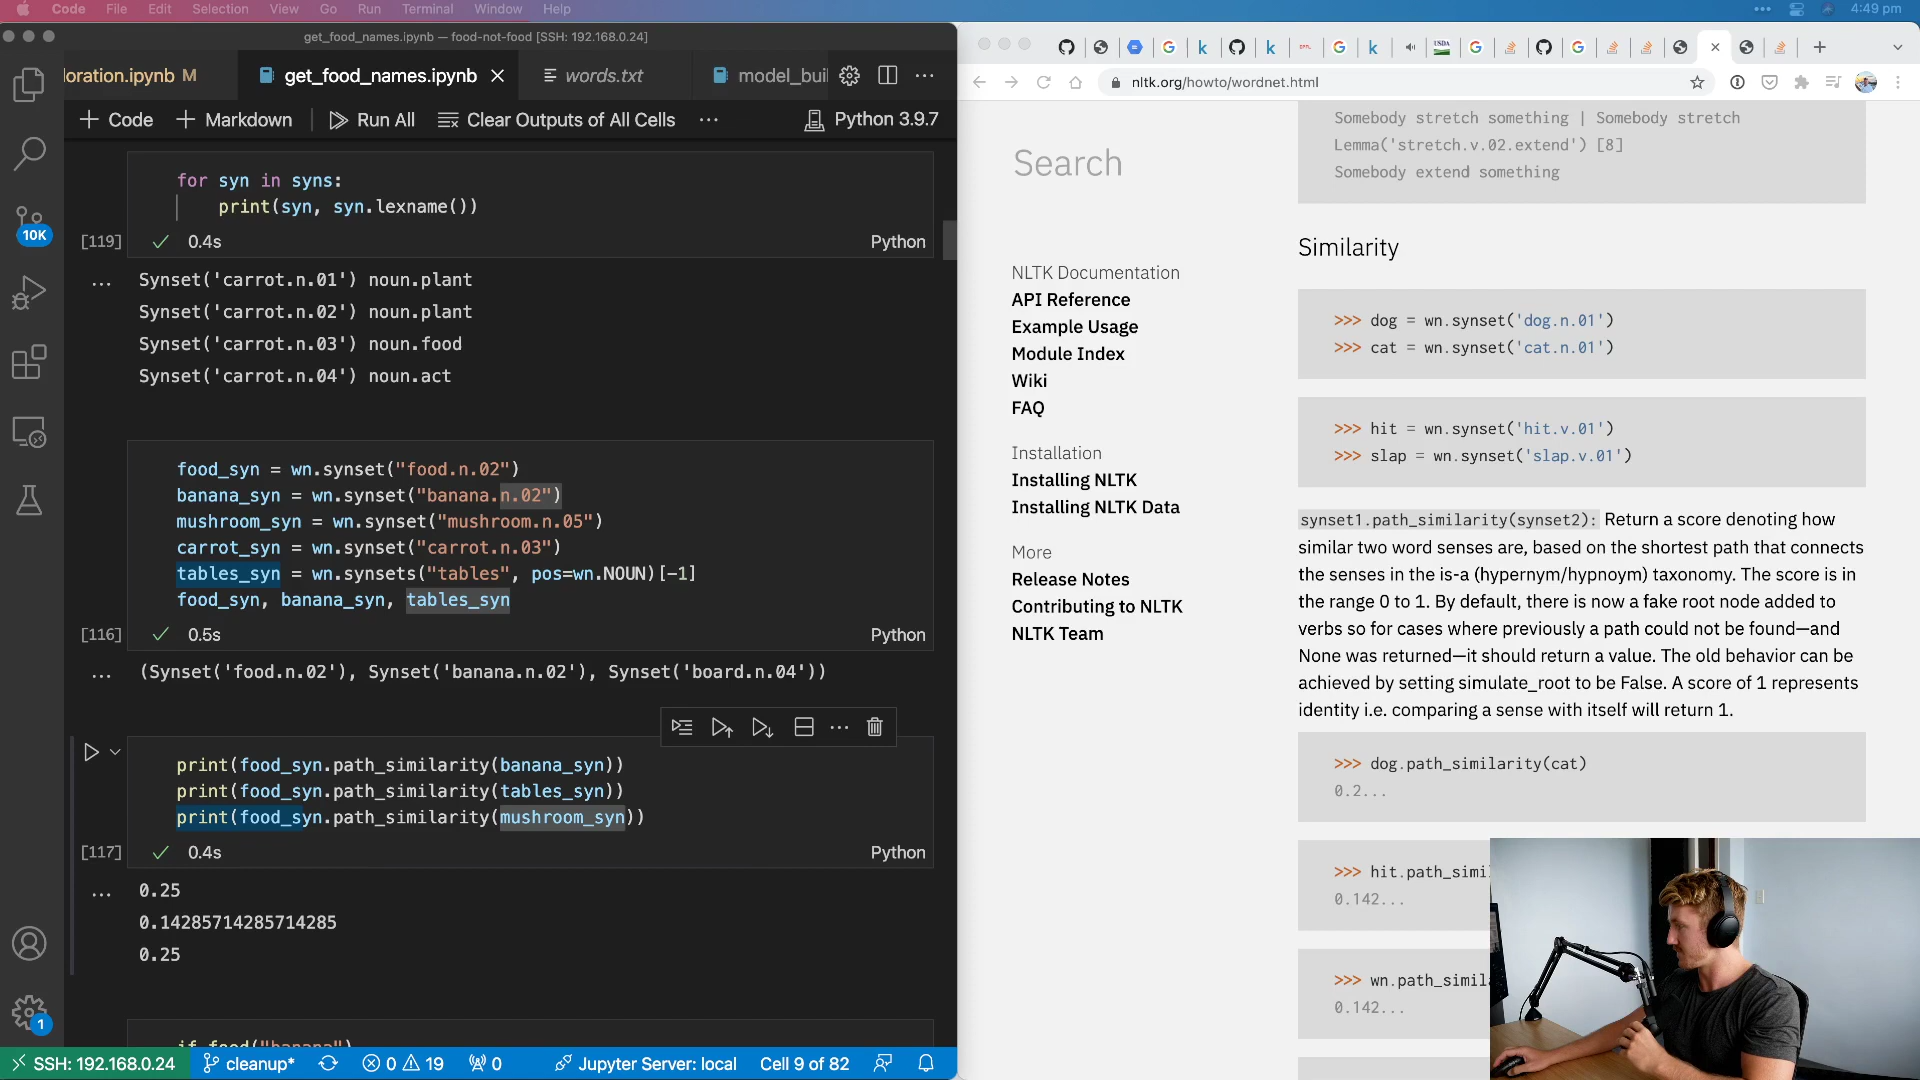 Code File Edit Selection View Go Run Terminal Window Help
4:49 pm
get_food_names.ipynb — food-not-food [SSH: 192.168.0.24]
loration.ipynb M
get_food_names.ipynb
words.txt
model_bui
+ Code + Markdown
Run All
Clear Outputs of All Cells
Python 3.9.7
10K
for syn in syns:
print(syn, syn.lexname())
[119]
0.4s
Python
Synset('carrot.n.01') noun.plant
Synset('carrot.n.02') noun.plant
Synset('carrot.n.03') noun.food
Synset('carrot.n.04') noun.act
food_syn = wn.synset("food.n.02")
banana_syn = wn.synset("banana.n.02")
mushroom_syn = wn.synset("mushroom.n.05")
carrot_syn = wn.synset("carrot.n.03")
tables_syn = wn.synsets("tables", pos=wn.NOUN)[-1]
food_syn, banana_syn, tables_syn
[116]
0.5s
Python
(Synset('food.n.02'), Synset('banana.n.02'), Synset('board.n.04'))
print(food_syn.path_similarity(banana_syn))
print(food_syn.path_similarity(tables_syn))
print(food_syn.path_similarity(mushroom_syn))
[117]
0.4s
Python
0.25
0.14285714285714285
0.25
if food("banana")
1
SSH: 192.168.0.24
cleanup*
0
19
0
Jupyter Server: local
Cell 9 of 82
nltk.org/howto/wordnet.html
Search
NLTK Documentation
API Reference
Example Usage
Module Index
Wiki
FAQ
Installation
Installing NLTK
Installing NLTK Data
More
Release Notes
Contributing to NLTK
NLTK Team
Somebody stretch something | Somebody stretch
Lemma('stretch.v.02.extend') [8]
Somebody extend something
Similarity
>>> dog = wn.synset('dog.n.01')
>>> cat = wn.synset('cat.n.01')
>>> hit = wn.synset('hit.v.01')
>>> slap = wn.synset('slap.v.01')
synset1.path_similarity(synset2): Return a score denoting how
similar two word senses are, based on the shortest path that connects
the senses in the is-a (hypernym/hypnoym) taxonomy. The score is in
the range 0 to 1. By default, there is now a fake root node added to
verbs so for cases where previously a path could not be found—and
None was returned—it should return a value. The old behavior can be
achieved by setting simulate_root to be False. A score of 1 represents
identity i.e. comparing a sense with itself will return 1.
>>> dog.path_similarity(cat)
0.2...
>>> hit.path_simi
0.142...
>>> wn.path_simil
0.142...